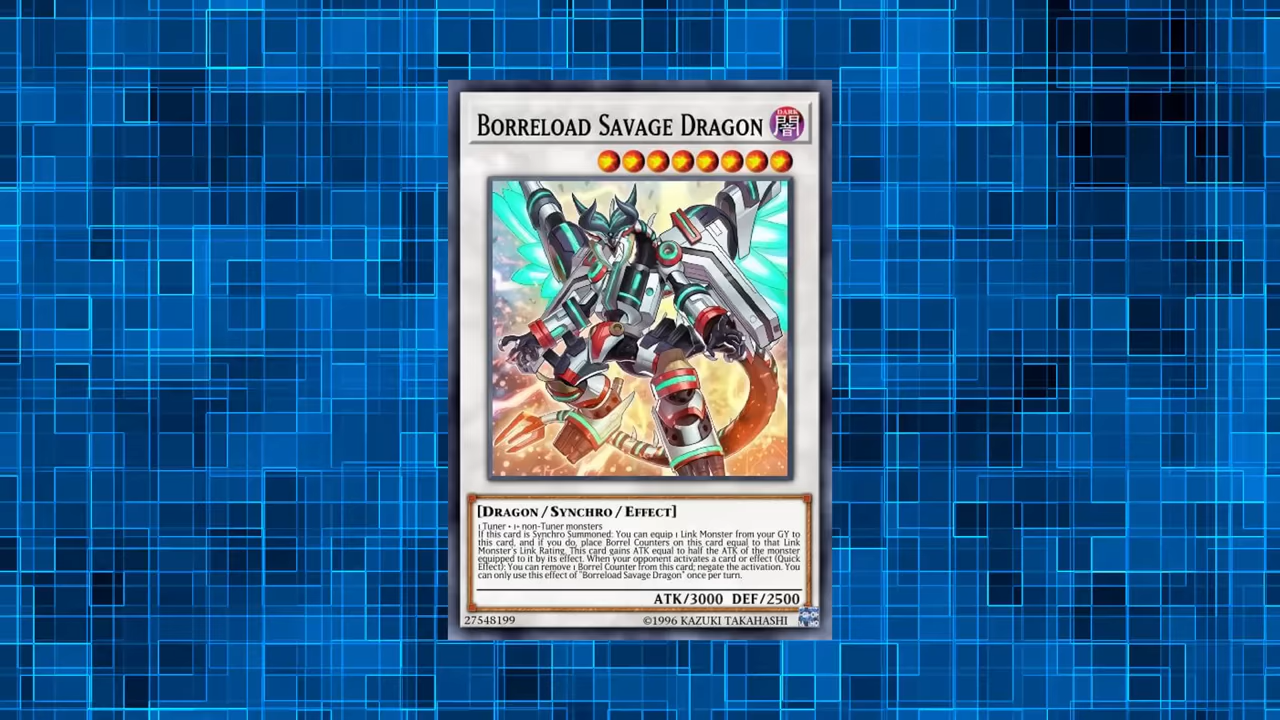 BORRELOAD SAVAGE DRAGON
DARK
闇
[DRAGON / SYNCHRO / EFFECT]
1 Tuner + 1+ non-Tuner monsters
If this card is Synchro Summoned: You can equip 1 Link Monster from your GY to
this card, and if you do, place Borrel Counters on this card equal to that Link
Monster's Link Rating. This card gains ATK equal to half the ATK of the monster
equipped to it by its effect. When your opponent activates a card or effect (Quick
Effect): You can remove 1 Borrel Counter from this card; negate the activation. You
can only use this effect of "Borreload Savage Dragon" once per turn.
ATK/3000 DEF/2500
27548199 ©1996 KAZUKI TAKAHASHI